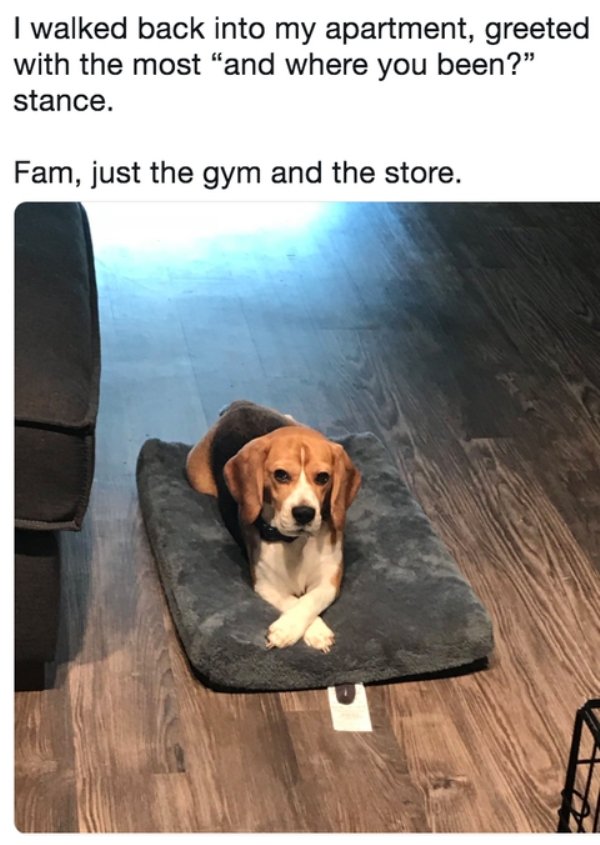 I walked back into my apartment, greeted
with the most “and where you been?”
stance.
Fam, just the gym and the store.